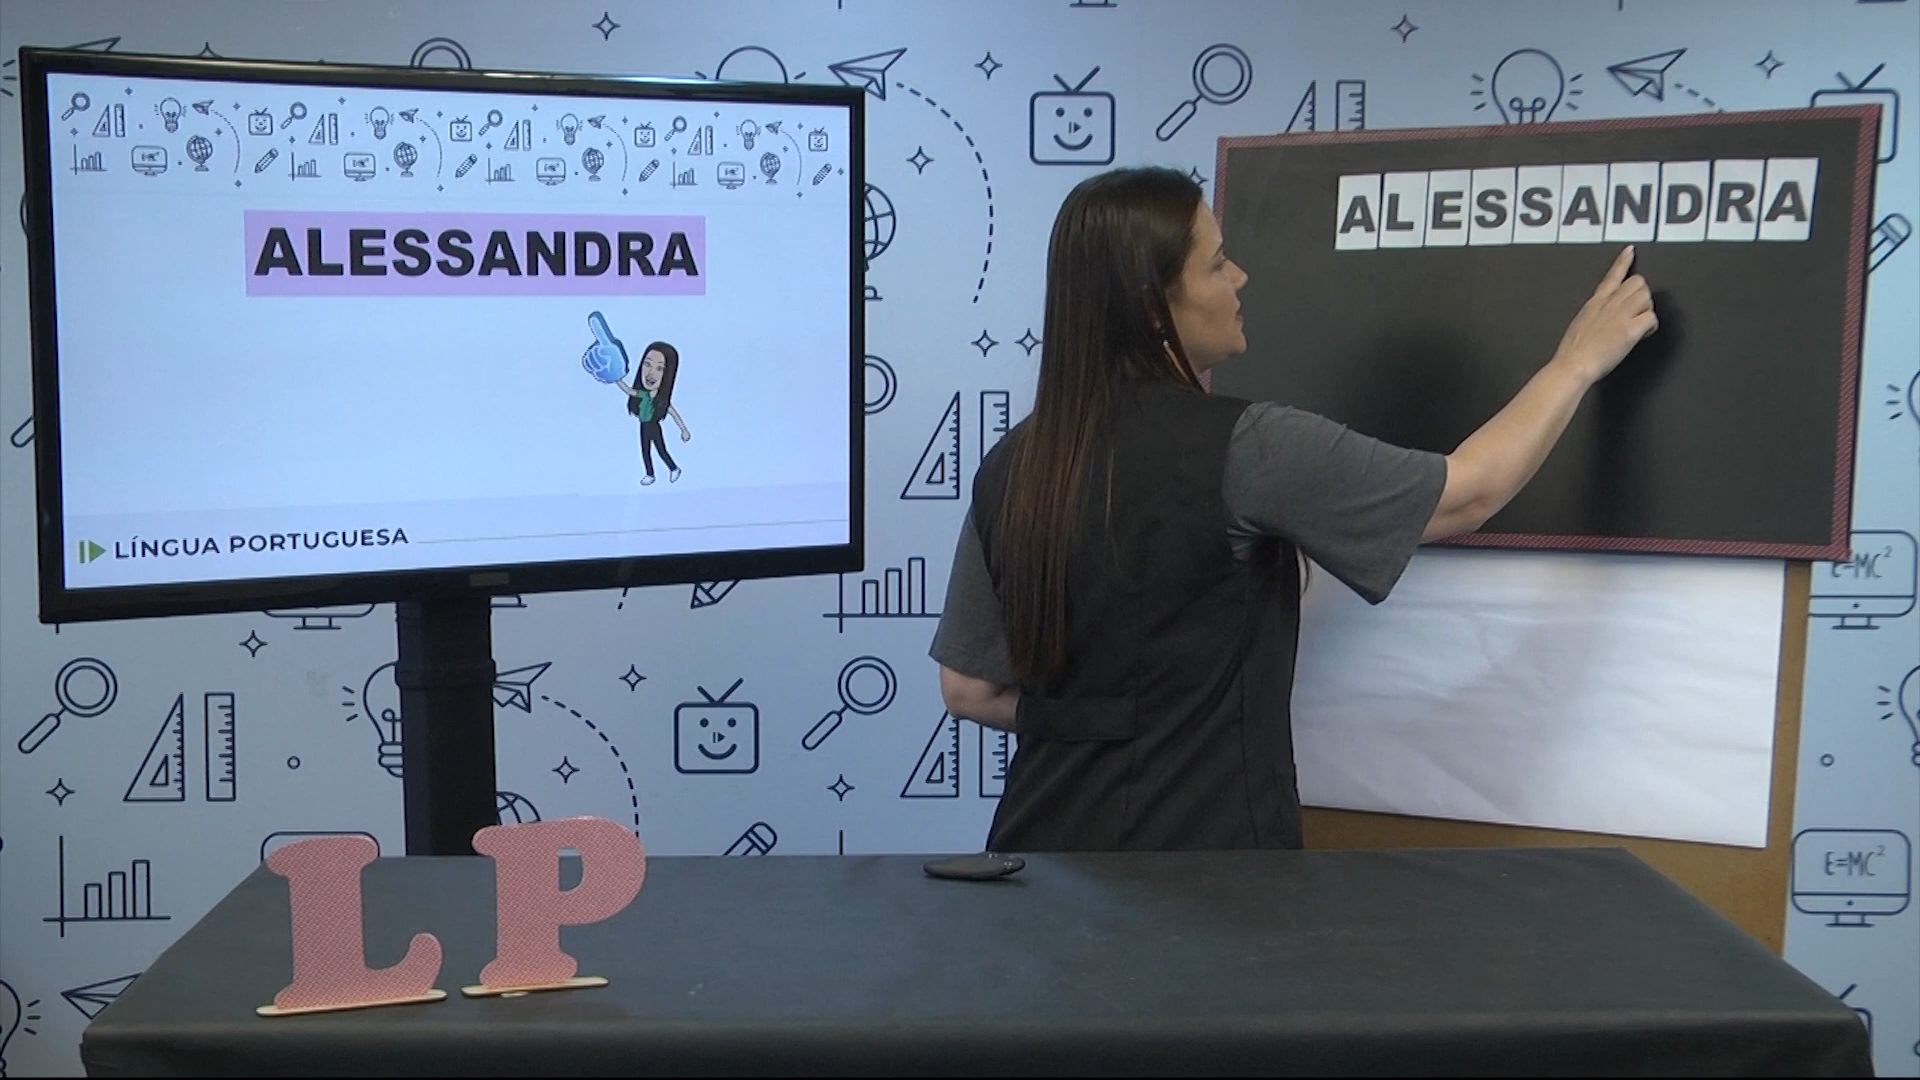 ALESSANDRA
LÍNGUA PORTUGUESA
ALESSANDRA
LP
E=MC²
E=MC²